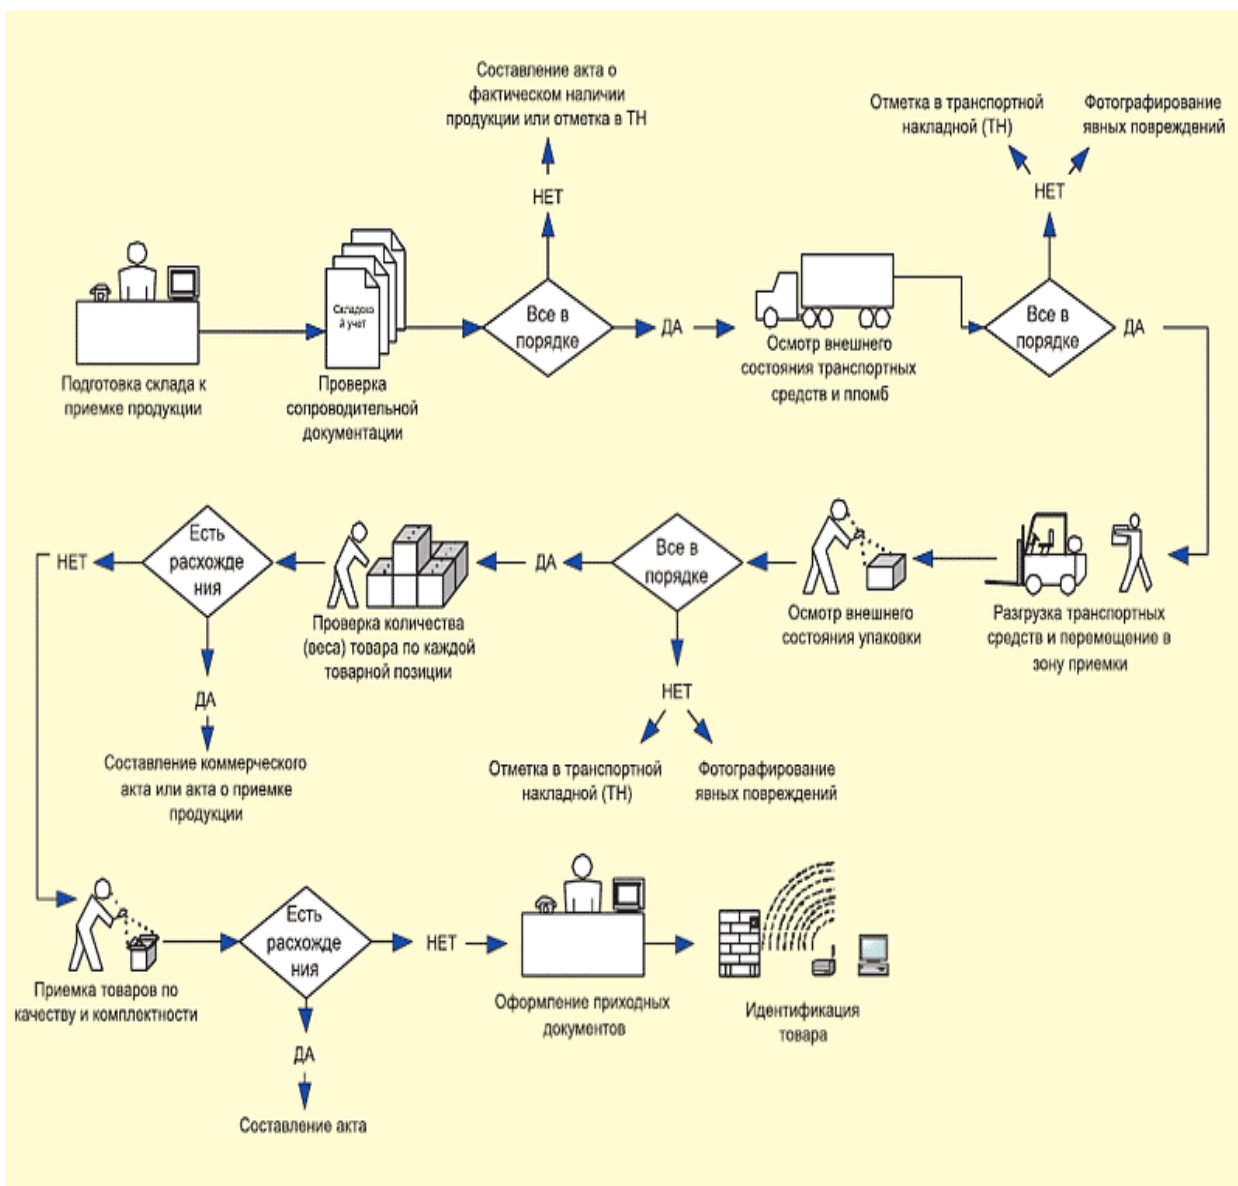 Составление акта о
фактическом наличии
продукции или отметка в ТН
НЕТ
Отметка в транспортной
накладной (ТН)
Фотографирование
явных повреждений
НЕТ
Подготовка склада к
приемке продукции
Складско
й учет
Проверка
сопроводительной
документации
Все в
порядке
ДА
Осмотр внешнего
состояния транспортных
средств и пломб
Все в
порядке
ДА
Разгрузка транспортных
средств и перемещение в
зону приемки
Осмотр внешнего
состояния упаковки
Все в
порядке
ДА
НЕТ
Отметка в транспортной
накладной (ТН)
Фотографирование
явных повреждений
Проверка количества
(веса) товара по каждой
товарной позиции
Есть
расхожде
ния
НЕТ
ДА
Составление коммерческого
акта или акта о приемке
продукции
Приемка товаров по
качеству и комплектности
Есть
расхожде
ния
НЕТ
ДА
Составление акта
Оформление приходных
документов
Идентификация
товара